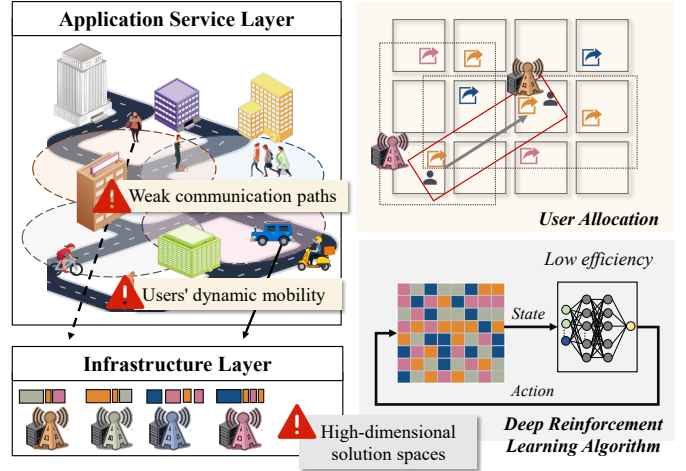 Application Service Layer
Weak communication paths
Users' dynamic mobility
Infrastructure Layer
High-dimensional
solution spaces
User Allocation
Low efficiency
State
Action
Deep Reinforcement
Learning Algorithm